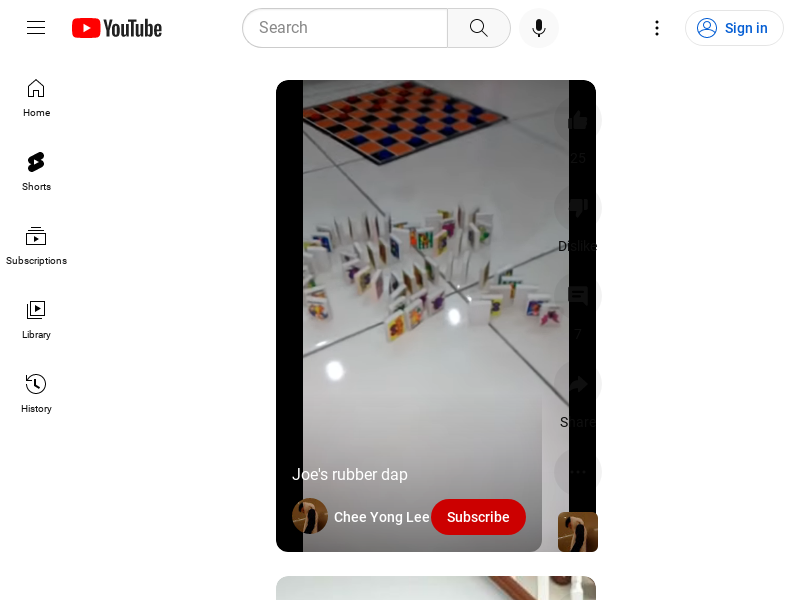 YouTube
Search
Sign in
Home
Shorts
Subscriptions
Library
History
25
Dislike
7
Share
Joe's rubber dap
Chee Yong Lee
Subscribe